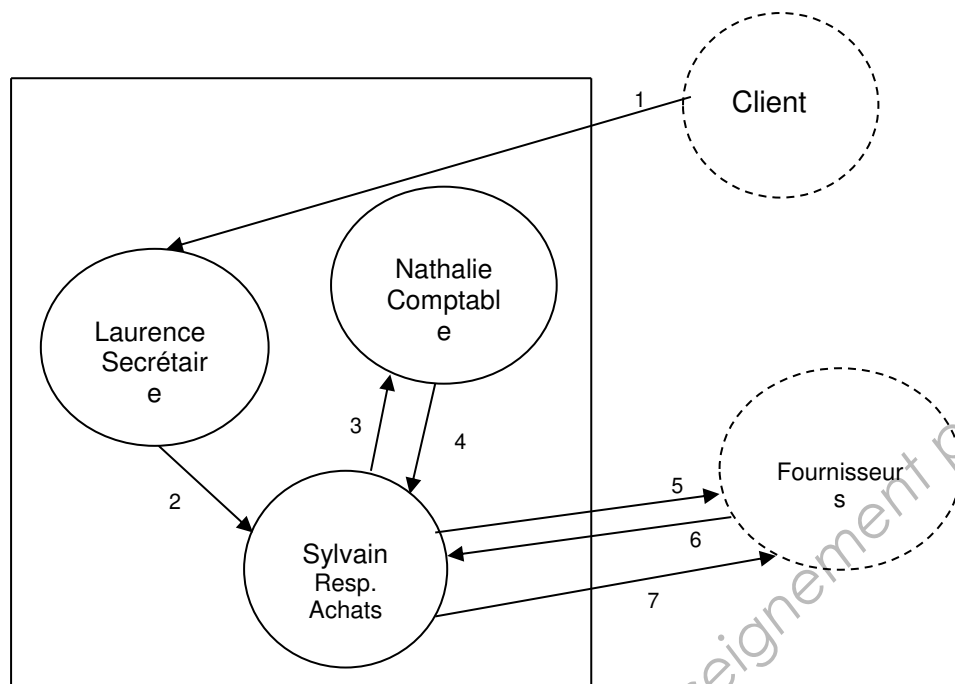 Client
1
Nathalie
Comptabl
e
Laurence
Secrétair
e
3
4
2
5
Fournisseur
s
6
Sylvain
Resp.
Achats
7